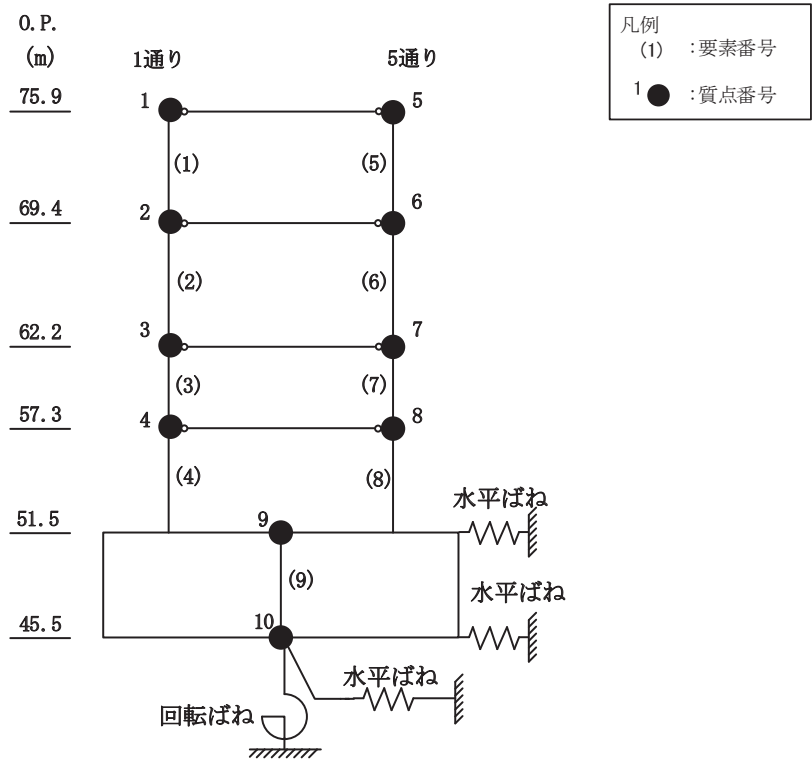 O.P.
(m)
1通り
5通り
凡例
(1) :要素番号
1 :質点番号
75.9
1
5
(1)
(5)
69.4
2
6
(2)
(6)
62.2
3
7
(3)
(7)
57.3
4
8
(4)
(8)
水平ばね
51.5
9
(9)
水平ばね
45.5
10
水平ばね
回転ばね